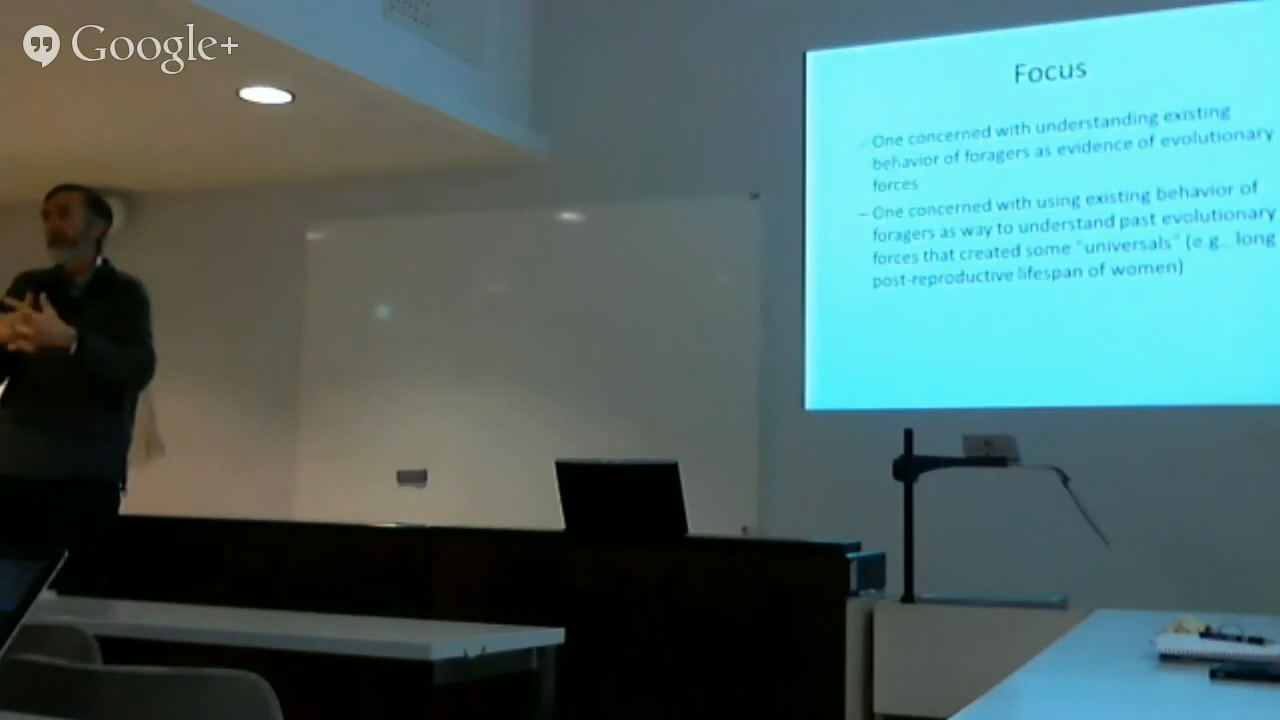 Google+
Focus
One concerned with understanding existing
behavior of foragers as evidence of evolutionary
forces
– One concerned with using existing behavior of
foragers as way to understand past evolutionary
forces that created some "universals" (e.g., long
post-reproductive lifespan of women)